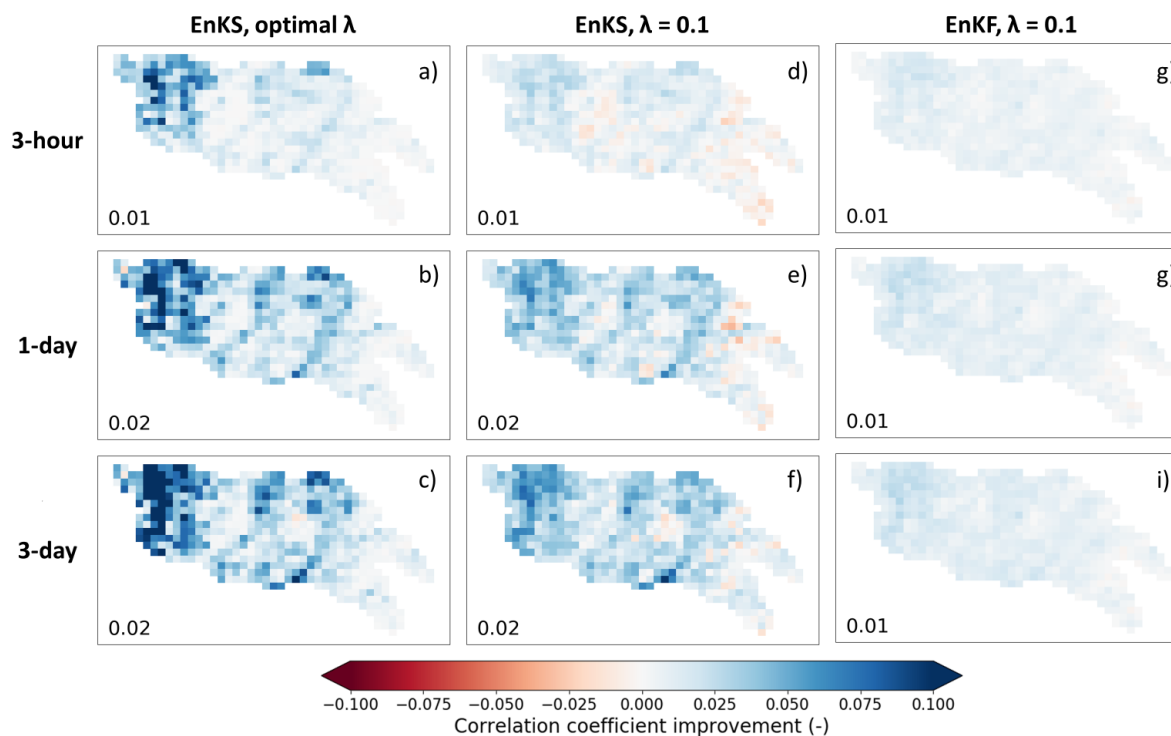 EnKS, optimal λ
EnKS, λ = 0.1
EnKF, λ = 0.1
3-hour
a)
0.01
d)
0.01
g)
0.01
1-day
b)
0.02
e)
0.02
g)
0.01
3-day
c)
0.02
f)
0.02
i)
0.01
−0.100 −0.075 −0.050 −0.025 0.000 0.025 0.050 0.075 0.100
Correlation coefficient improvement (-)